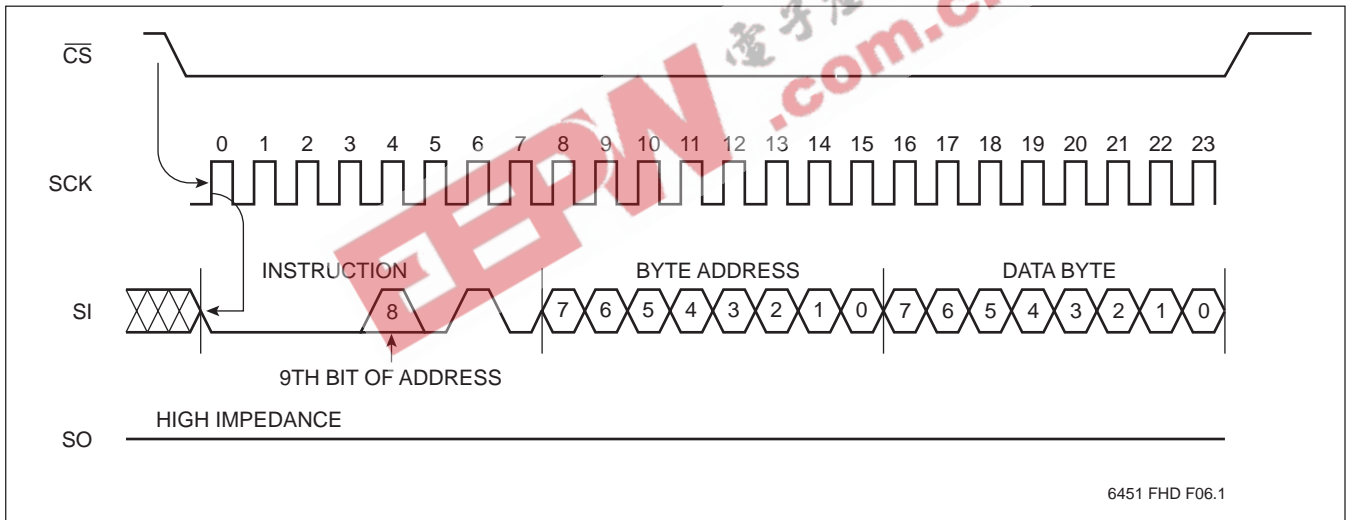 電子
.com.c
EEPW
CS
0 1 2 3 4 5 6 7 8 9 10 11 12 13 14 15 16 17 18 19 20 21 22 23
SCK
INSTRUCTION BYTE ADDRESS DATA BYTE
SI 8 7 6 5 4 3 2 1 0 7 6 5 4 3 2 1 0
9TH BIT OF ADDRESS
HIGH IMPEDANCE
SO
6451 FHD F06.1